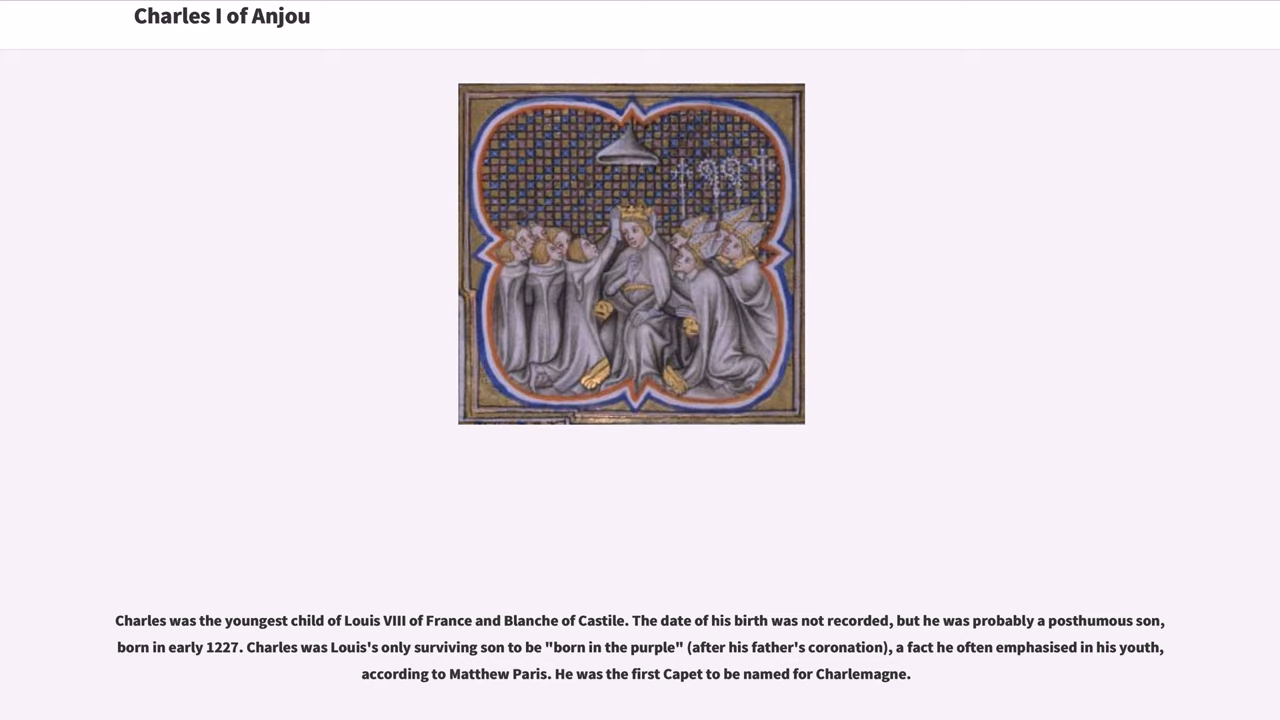 Charles I of Anjou
Charles was the youngest child of Louis VIII of France and Blanche of Castile. The date of his birth was not recorded, but he was probably a posthumous son,
born in early 1227. Charles was Louis's only surviving son to be "born in the purple" (after his father's coronation), a fact he often emphasised in his youth,
according to Matthew Paris. He was the first Capet to be named for Charlemagne.